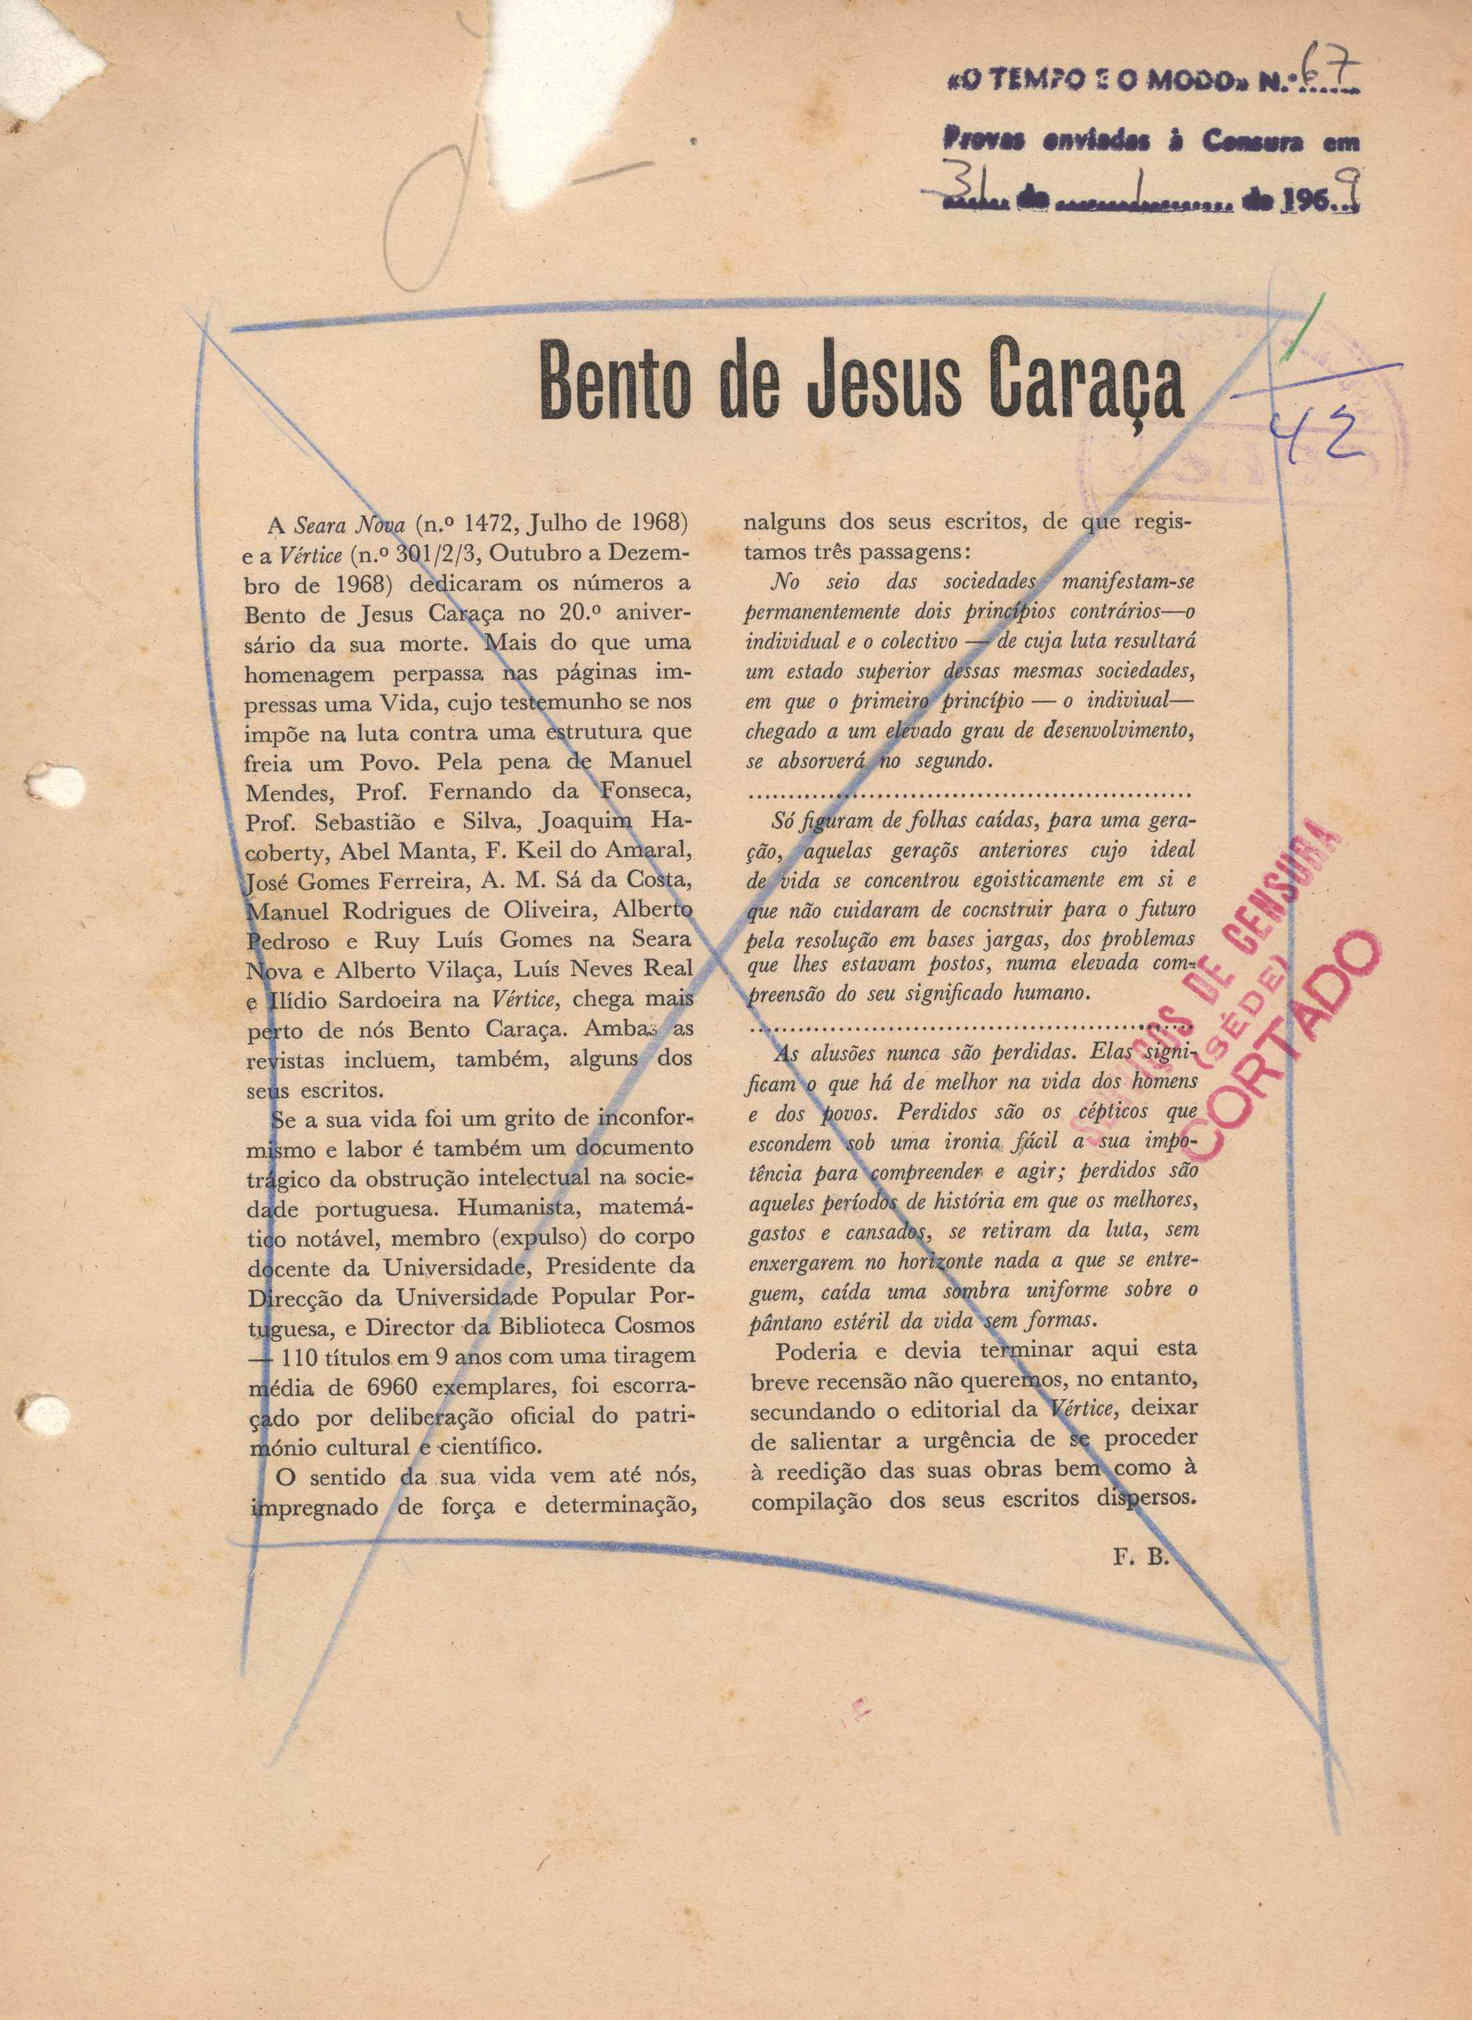 «O TEMPO E O MODO» N.º 67
Provas enviadas à Censura em
31 de 1 de 1969
Bento de Jesus Caraça
42
A Seara Nova (n.º 1472, Julho de 1968)
e a Vértice (n.º 301/2/3, Outubro a Dezem-
bro de 1968) dedicaram os números a
Bento de Jesus Caraça no 20.º aniver-
sário da sua morte. Mais do que uma
homenagem perpassa nas páginas im-
pressas uma Vida, cujo testemunho se nos
impõe na luta contra uma estrutura que
freia um Povo. Pela pena de Manuel
Mendes, Prof. Fernando da Fonseca,
Prof. Sebastião e Silva, Joaquim Ha-
coberty, Abel Manta, F. Keil do Amaral,
José Gomes Ferreira, A. M. Sá da Costa,
Manuel Rodrigues de Oliveira, Alberto
Pedroso e Ruy Luís Gomes na Seara
Nova e Alberto Vilaça, Luís Neves Real
e Ilídio Sardoeira na Vértice, chega mais
perto de nós Bento Caraça. Ambas as
revistas incluem, também, alguns dos
seus escritos.
Se a sua vida foi um grito de inconfor-
mismo e labor é também um documento
trágico da obstrução intelectual na socie-
dade portuguesa. Humanista, matemá-
tico notável, membro (expulso) do corpo
docente da Universidade, Presidente da
Direcção da Universidade Popular Por-
tuguesa, e Director da Biblioteca Cosmos
— 110 títulos em 9 anos com uma tiragem
média de 6960 exemplares, foi escorra-
çado por deliberação oficial do patri-
mónio cultural e científico.
O sentido da sua vida vem até nós,
impregnado de força e determinação,
nalguns dos seus escritos, de que regis-
tamos três passagens:
No seio das sociedades manifestam-se
permanentemente dois princípios contrários—o
individual e o colectivo — de cuja luta resultará
um estado superior dessas mesmas sociedades,
em que o primeiro princípio — o indiviual—
chegado a um elevado grau de desenvolvimento,
se absorverá no segundo.
........................................................
Só figuram de folhas caídas, para uma gera-
ção, aquelas geraçõs anteriores cujo ideal
de vida se concentrou egoisticamente em si e
que não cuidaram de cocnstruir para o futuro
pela resolução em bases jargas, dos problemas
que lhes estavam postos, numa elevada com-
preensão do seu significado humano.
........................................................
As alusões nunca são perdidas. Elas signi-
ficam o que há de melhor na vida dos homens
e dos povos. Perdidos são os cépticos que
escondem sob uma ironia fácil a sua impo-
tência para compreender e agir; perdidos são
aqueles períodos de história em que os melhores,
gastos e cansados, se retiram da luta, sem
enxergarem no horizonte nada a que se entre-
guem, caída uma sombra uniforme sobre o
pântano estéril da vida sem formas.
Poderia e devia terminar aqui esta
breve recensão não queremos, no entanto,
secundando o editorial da Vértice, deixar
de salientar a urgência de se proceder
à reedição das suas obras bem como à
compilação dos seus escritos dispersos.
F. B.
SERVIÇOS DE CENSURA
(SÉDE)
CORTADO